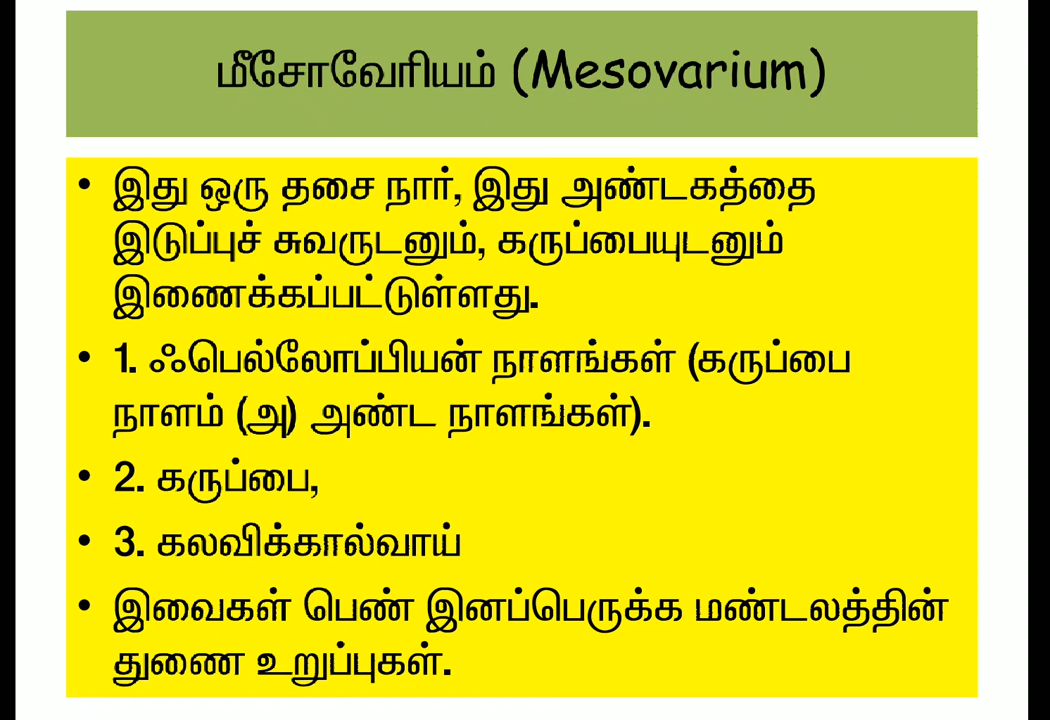 மீசோவேரியம் (Mesovarium)
• இது ஒரு தசை நார், இது அண்டகத்தை
இடுப்புச் சுவருடனும், கருப்பையுடனும்
இணைக்கப்பட்டுள்ளது.
• 1. ஃபெல்லோப்பியன் நாளங்கள் (கருப்பை
நாளம் (அ) அண்ட நாளங்கள்).
• 2. கருப்பை,
• 3. கலவிக்கால்வாய்
• இவைகள் பெண் இனப்பெருக்க மண்டலத்தின்
துணை உறுப்புகள்.